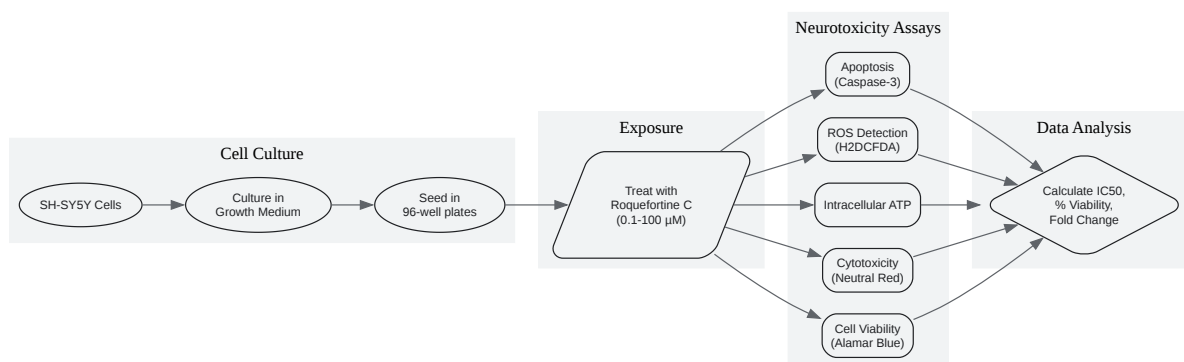 Cell Culture
SH-SY5Y Cells
Culture in
Growth Medium
Seed in
96-well plates
Exposure
Treat with
Roquefortine C
(0.1-100 µM)
Neurotoxicity Assays
Apoptosis
(Caspase-3)
ROS Detection
(H2DCFDA)
Intracellular ATP
Cytotoxicity
(Neutral Red)
Cell Viability
(Alamar Blue)
Data Analysis
Calculate IC50,
% Viability,
Fold Change